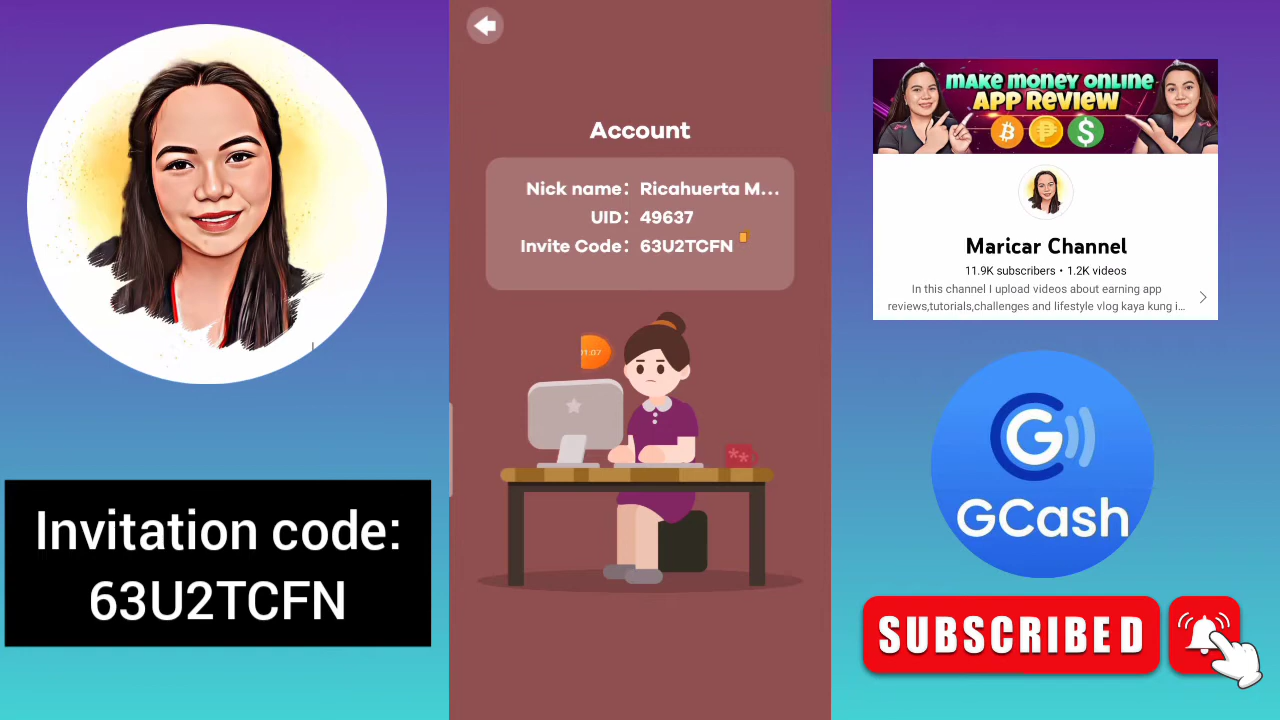 Invitation code:
63U2TCFN
Account
Nick name: Ricahuerta M...
UID: 49637
Invite Code: 63U2TCFN
01.07
MAKE MONEY ONLINE
APP REVIEW
Maricar Channel
11.9K subscribers • 1.2K videos
In this channel I upload videos about earning app
reviews,tutorials,challenges and lifestyle vlog kaya kung i...
GCash
SUBSCRIBED